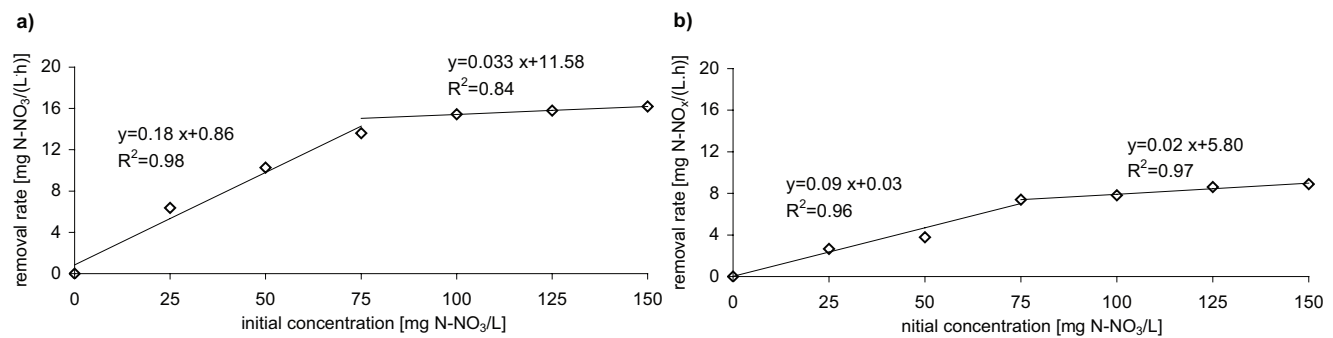 a)
removal rate [mg N-NO₃/(L·h)]
20
16
12
8
4
0
y=0.18 x+0.86
R²=0.98
y=0.033 x+11.58
R²=0.84
0 25 50 75 100 125 150
initial concentration [mg N-NO₃/L]
b)
removal rate [mg N-NOₓ/(L.h)]
20
16
12
8
4
0
y=0.09 x+0.03
R²=0.96
y=0.02 x+5.80
R²=0.97
0 25 50 75 100 125 150
nitial concentration [mg N-NO₃/L]